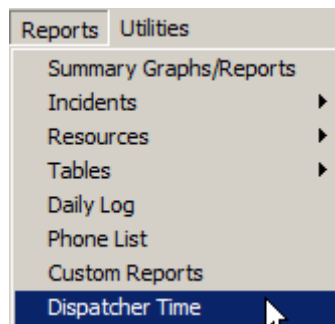 Reports Utilities
Summary Graphs/Reports
Incidents
Resources
Tables
Daily Log
Phone List
Custom Reports
Dispatcher Time